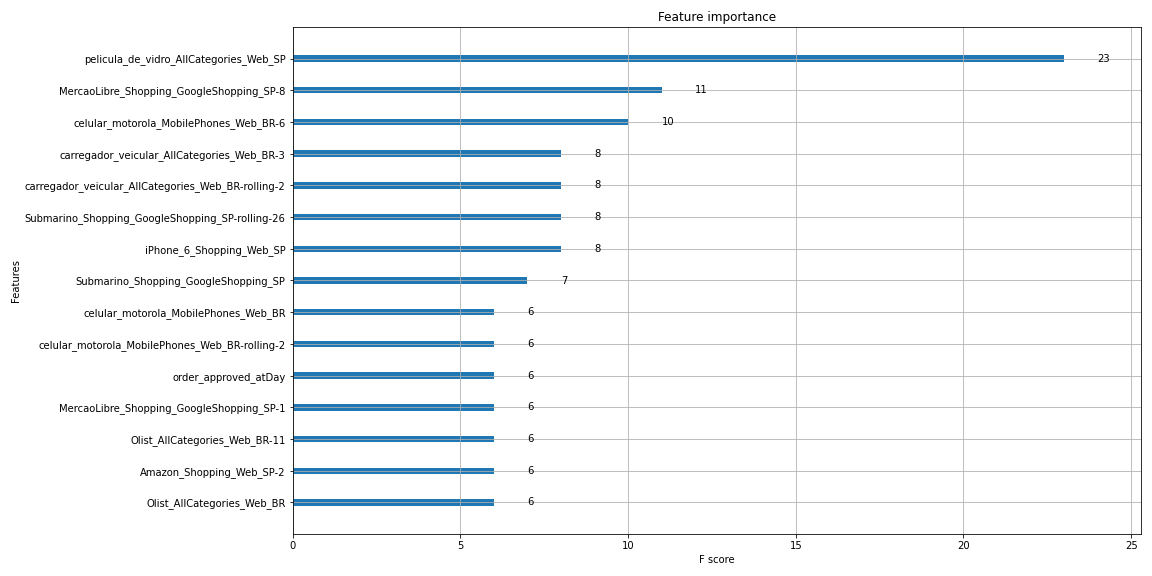 Feature importance
pelicula_de_vidro_AllCategories_Web_SP 23
MercaoLibre_Shopping_GoogleShopping_SP-8 11
celular_motorola_MobilePhones_Web_BR-6 10
carregador_veicular_AllCategories_Web_BR-3 8
carregador_veicular_AllCategories_Web_BR-rolling-2 8
Submarino_Shopping_GoogleShopping_SP-rolling-26 8
iPhone_6_Shopping_Web_SP 8
Submarino_Shopping_GoogleShopping_SP 7
celular_motorola_MobilePhones_Web_BR 6
celular_motorola_MobilePhones_Web_BR-rolling-2 6
order_approved_atDay 6
MercaoLibre_Shopping_GoogleShopping_SP-1 6
Olist_AllCategories_Web_BR-11 6
Amazon_Shopping_Web_SP-2 6
Olist_AllCategories_Web_BR 6
Features
0 5 10 15 20 25
F score